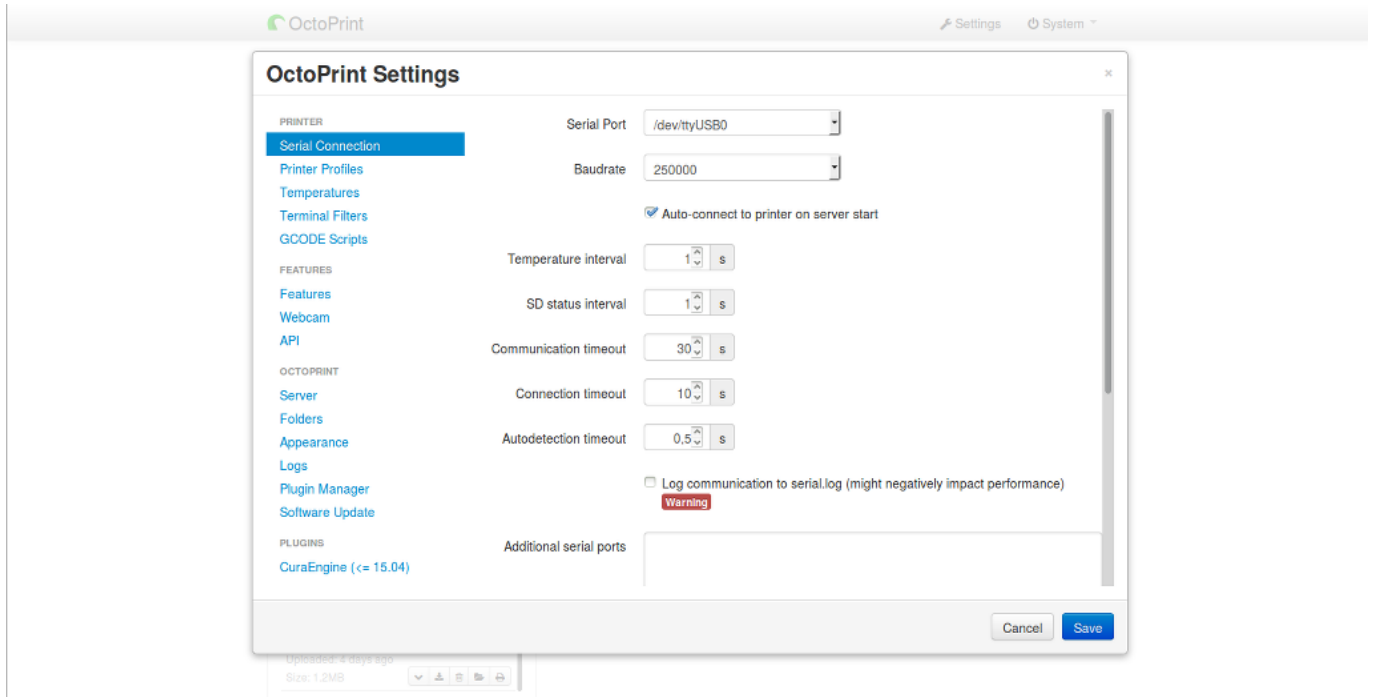 OctoPrint
Settings
System
OctoPrint Settings
×
PRINTER
Serial Connection
Printer Profiles
Temperatures
Terminal Filters
GCODE Scripts
FEATURES
Features
Webcam
API
OCTOPRINT
Server
Folders
Appearance
Logs
Plugin Manager
Software Update
PLUGINS
CuraEngine (<= 15.04)
Serial Port /dev/ttyUSB0
Baudrate 250000
Auto-connect to printer on server start
Temperature interval 1 s
SD status interval 1 s
Communication timeout 30 s
Connection timeout 10 s
Autodetection timeout 0.5 s
Log communication to serial.log (might negatively impact performance)
Warning
Additional serial ports
Cancel Save
Uploaded: 4 days ago
Size: 1.2MB